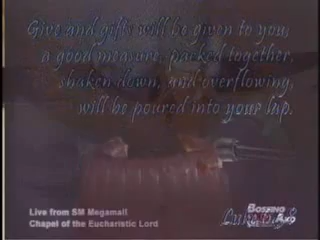 Give and gifts will be given to you;
a good measure, packed together,
shaken down, and overflowing,
will be poured into your lap.
Live from SM Megamall
Chapel of the Eucharistic Lord